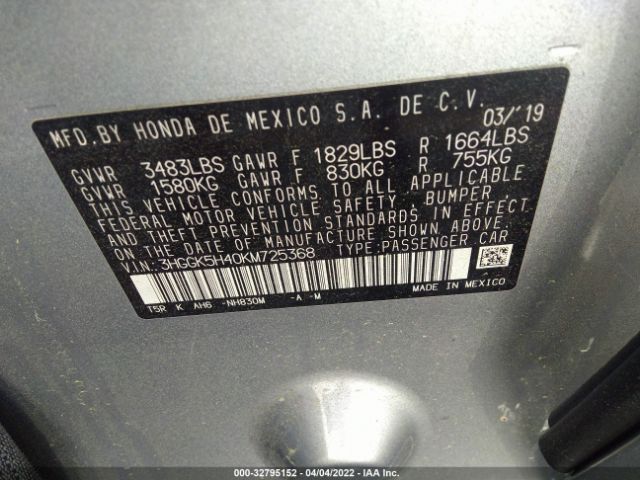 MFD. BY HONDA DE MEXICO S.A. DE C.V. 03/'19
GVWR 3483LBS GAWR F 1829LBS R 1664LBS
GVWR 1580KG GAWR F 830KG R 755KG
THIS VEHICLE CONFORMS TO ALL APPLICABLE
FEDERAL MOTOR VEHICLE SAFETY, BUMPER
AND THEFT PREVENTION STANDARDS IN EFFECT
ON THE DATE OF MANUFACTURE SHOWN ABOVE.
V.I.N: 3HGGK5H40KM725368 TYPE:PASSENGER CAR
T5R K AH6 -NH830M -A -M
MADE IN MEXICO
000-32795152 - 04/04/2022 - IAA Inc.